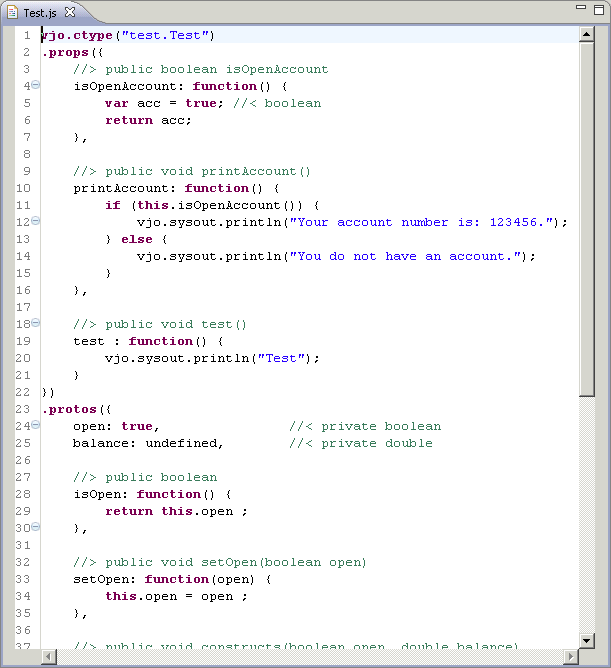 Test.js
1 vjo.ctype("test.Test")
2 .props({
3     //> public boolean isOpenAccount
4     isOpenAccount: function() {
5         var acc = true; //< boolean
6         return acc;
7     },
8
9     //> public void printAccount()
10     printAccount: function() {
11         if (this.isOpenAccount()) {
12             vjo.sysout.println("Your account number is: 123456.");
13         } else {
14             vjo.sysout.println("You do not have an account.");
15         }
16     },
17
18     //> public void test()
19     test : function() {
20         vjo.sysout.println("Test");
21     }
22 })
23 .protos({
24     open: true,                //< private boolean
25     balance: undefined,        //< private double
26
27     //> public boolean
28     isOpen: function() {
29         return this.open ;
30     },
31
32     //> public void setOpen(boolean open)
33     setOpen: function(open) {
34         this.open = open ;
35     },
36
37     //> public void constructs(boolean open, double balance)